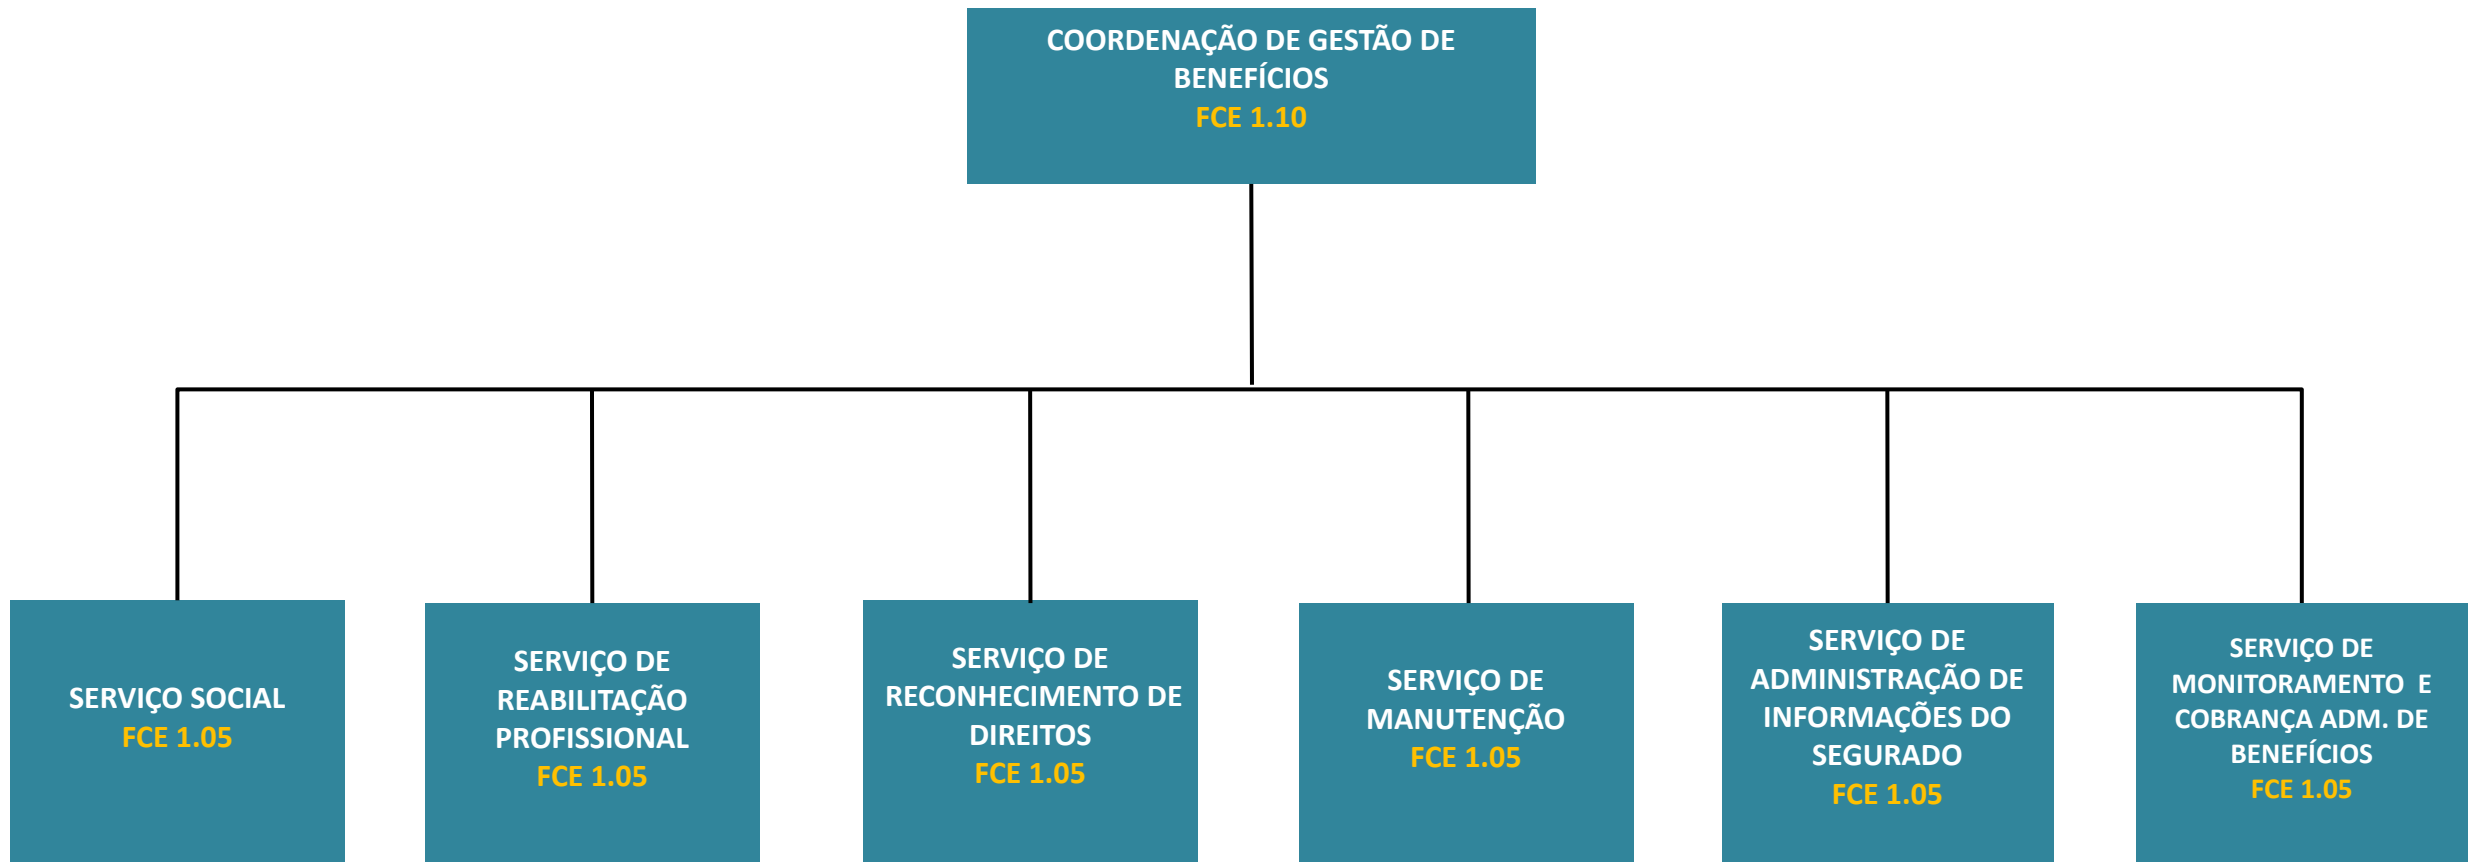 COORDENAÇÃO DE GESTÃO DE
BENEFÍCIOS
FCE 1.10
SERVIÇO SOCIAL
FCE 1.05
SERVIÇO DE
REABILITAÇÃO
PROFISSIONAL
FCE 1.05
SERVIÇO DE
RECONHECIMENTO DE
DIREITOS
FCE 1.05
SERVIÇO DE
MANUTENÇÃO
FCE 1.05
SERVIÇO DE
ADMINISTRAÇÃO DE
INFORMAÇÕES DO
SEGURADO
FCE 1.05
SERVIÇO DE
MONITORAMENTO E
COBRANÇA ADM. DE
BENEFÍCIOS
FCE 1.05